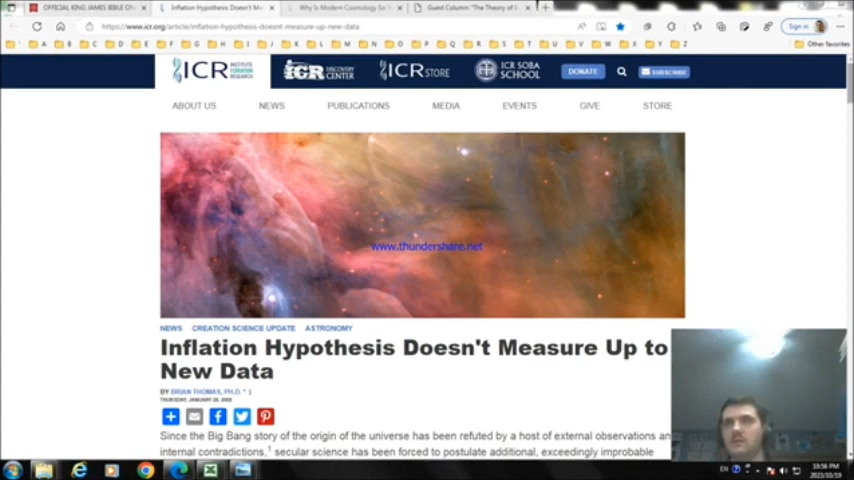 OFFICIAL KING JAMES BIBLE ON
Inflation Hypothesis Doesn't Me
Why Is Modern Cosmology So
Guest Column "The Theory of
https://www.icr.org/article/inflation-hypothesis-doesnt-measure-up-new-data
Sign in
A B C D E F G H I J K L M N O P Q R S T U V W X Y Z Other favorites
ICR INSTITUTE for CREATION RESEARCH
ICR DISCOVERY CENTER
ICR STORE
ICR SOBA SCHOOL
DONATE
SUBSCRIBE
ABOUT US NEWS PUBLICATIONS MEDIA EVENTS GIVE STORE
www.thundershare.net
NEWS CREATION SCIENCE UPDATE ASTRONOMY
Inflation Hypothesis Doesn't Measure Up to
New Data
BY BRIAN THOMAS, PH.D. * |
THURSDAY, JANUARY 29, 2009
Since the Big Bang story of the origin of the universe has been refuted by a host of external observations an
internal contradictions,1 secular science has been forced to postulate additional, exceedingly improbable
EN
10:56 PM
2023/10/19